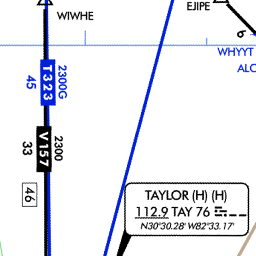 WIWHE
EJIPE
WHYYT
ALC
2300G
T323
45
2300
V157
33
46
TAYLOR (H) (H)
112.9 TAY 76
N30°30.28' W82°33.17'